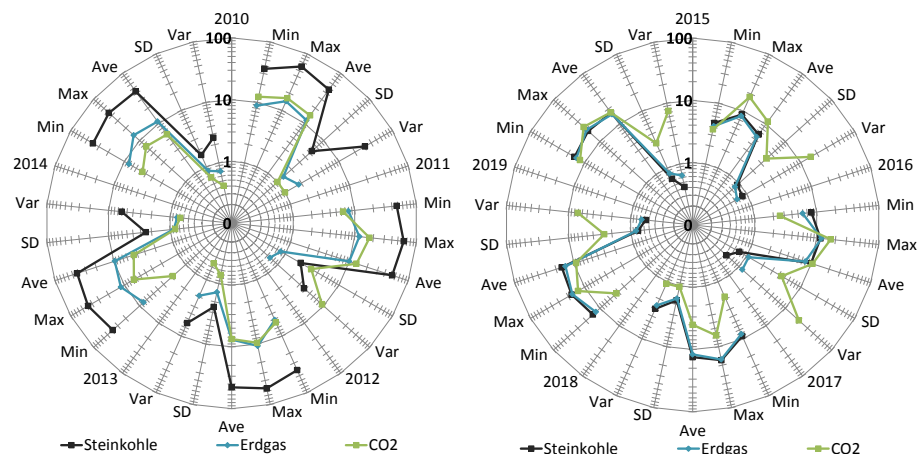 2010
100
Min
Max
Ave
SD
Var
2011
Min
Max
Ave
SD
Var
2012
Min
Max
Ave
SD
Var
2013
Min
Max
Ave
SD
Var
2014
Min
Max
Ave
SD
Var
10
1
0
Steinkohle Erdgas CO2
2015
100
Min
Max
Ave
SD
Var
2016
Min
Max
Ave
SD
Var
2017
Min
Max
Ave
SD
Var
2018
Min
Max
Ave
SD
Var
2019
Min
Max
Ave
SD
Var
10
1
0
Steinkohle Erdgas CO2